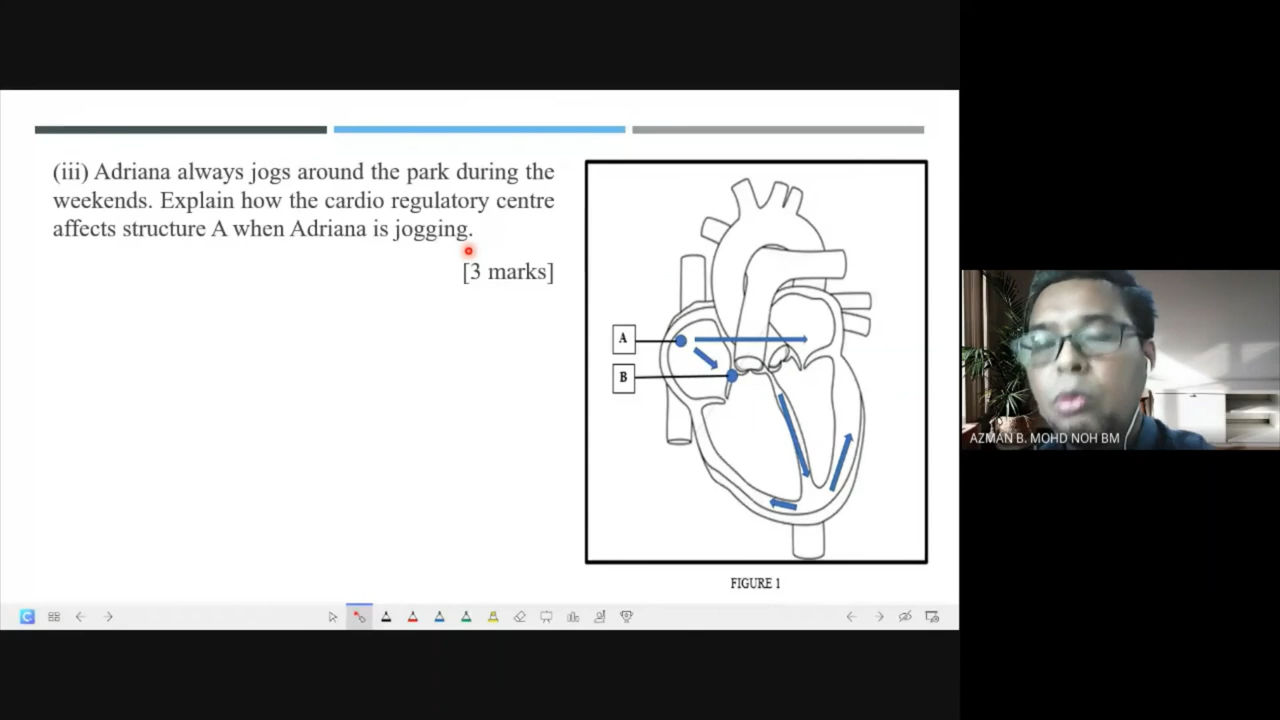 (iii) Adriana always jogs around the park during the
weekends. Explain how the cardio regulatory centre
affects structure A when Adriana is jogging.
[3 marks]
A
B
FIGURE 1
AZMAN B. MOHD NOH BM